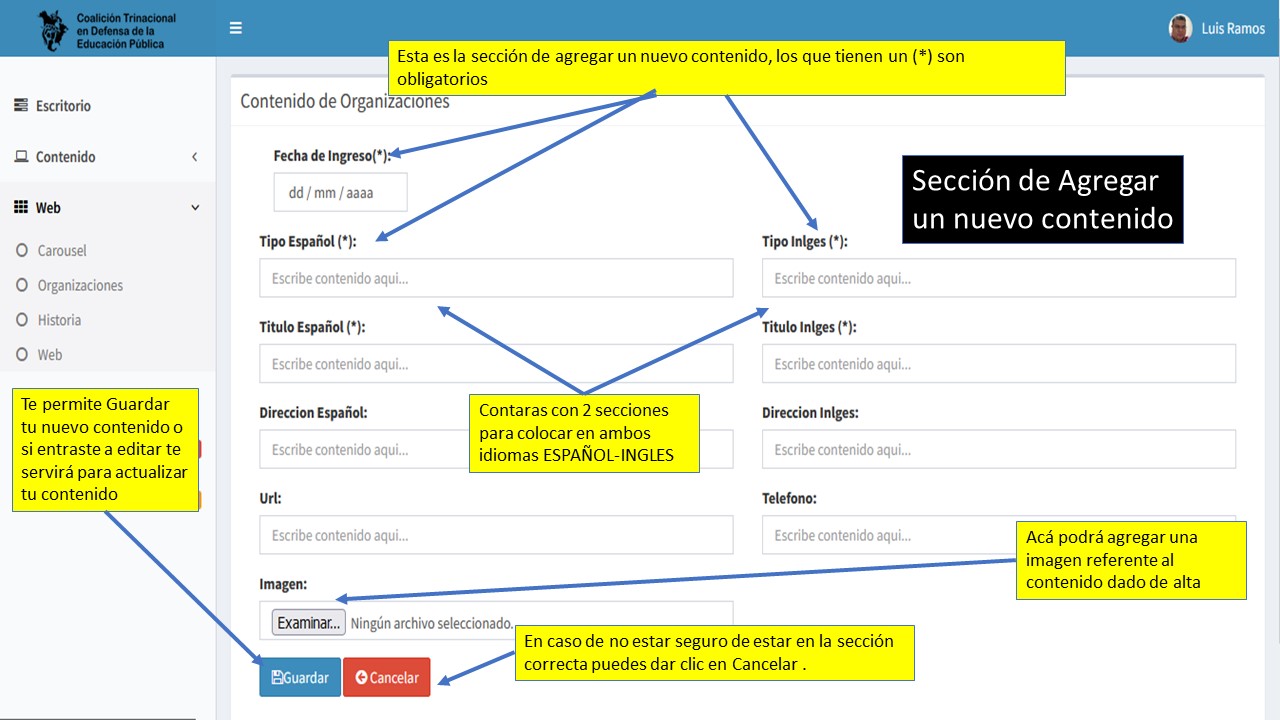 Coalición Trinacional
en Defensa de la
Educación Pública
Luis Ramos
Esta es la sección de agregar un nuevo contenido, los que tienen un (*) son
obligatorios
Escritorio
Contenido
Web
Carousel
Organizaciones
Historia
Web
Contenido de Organizaciones
Fecha de Ingreso(*):
dd / mm / aaaa
Sección de Agregar
un nuevo contenido
Tipo Español (*):
Tipo Inlges (*):
Escribe contenido aqui...
Escribe contenido aqui...
Titulo Español (*):
Titulo Inlges (*):
Escribe contenido aqui...
Escribe contenido aqui...
Te permite Guardar
tu nuevo contenido o
si entraste a editar te
servirá para actualizar
tu contenido
Contaras con 2 secciones
para colocar en ambos
idiomas ESPAÑOL-INGLES
Direccion Español:
Direccion Inlges:
Escribe contenido aqui...
Escribe contenido aqui...
Url:
Telefono:
Escribe contenido aqui...
Escribe contenido aqui...
Acá podrá agregar una
imagen referente al
contenido dado de alta
Imagen:
Examinar... Ningún archivo seleccionado.
En caso de no estar seguro de estar en la sección
correcta puedes dar clic en Cancelar .
Guardar
Cancelar